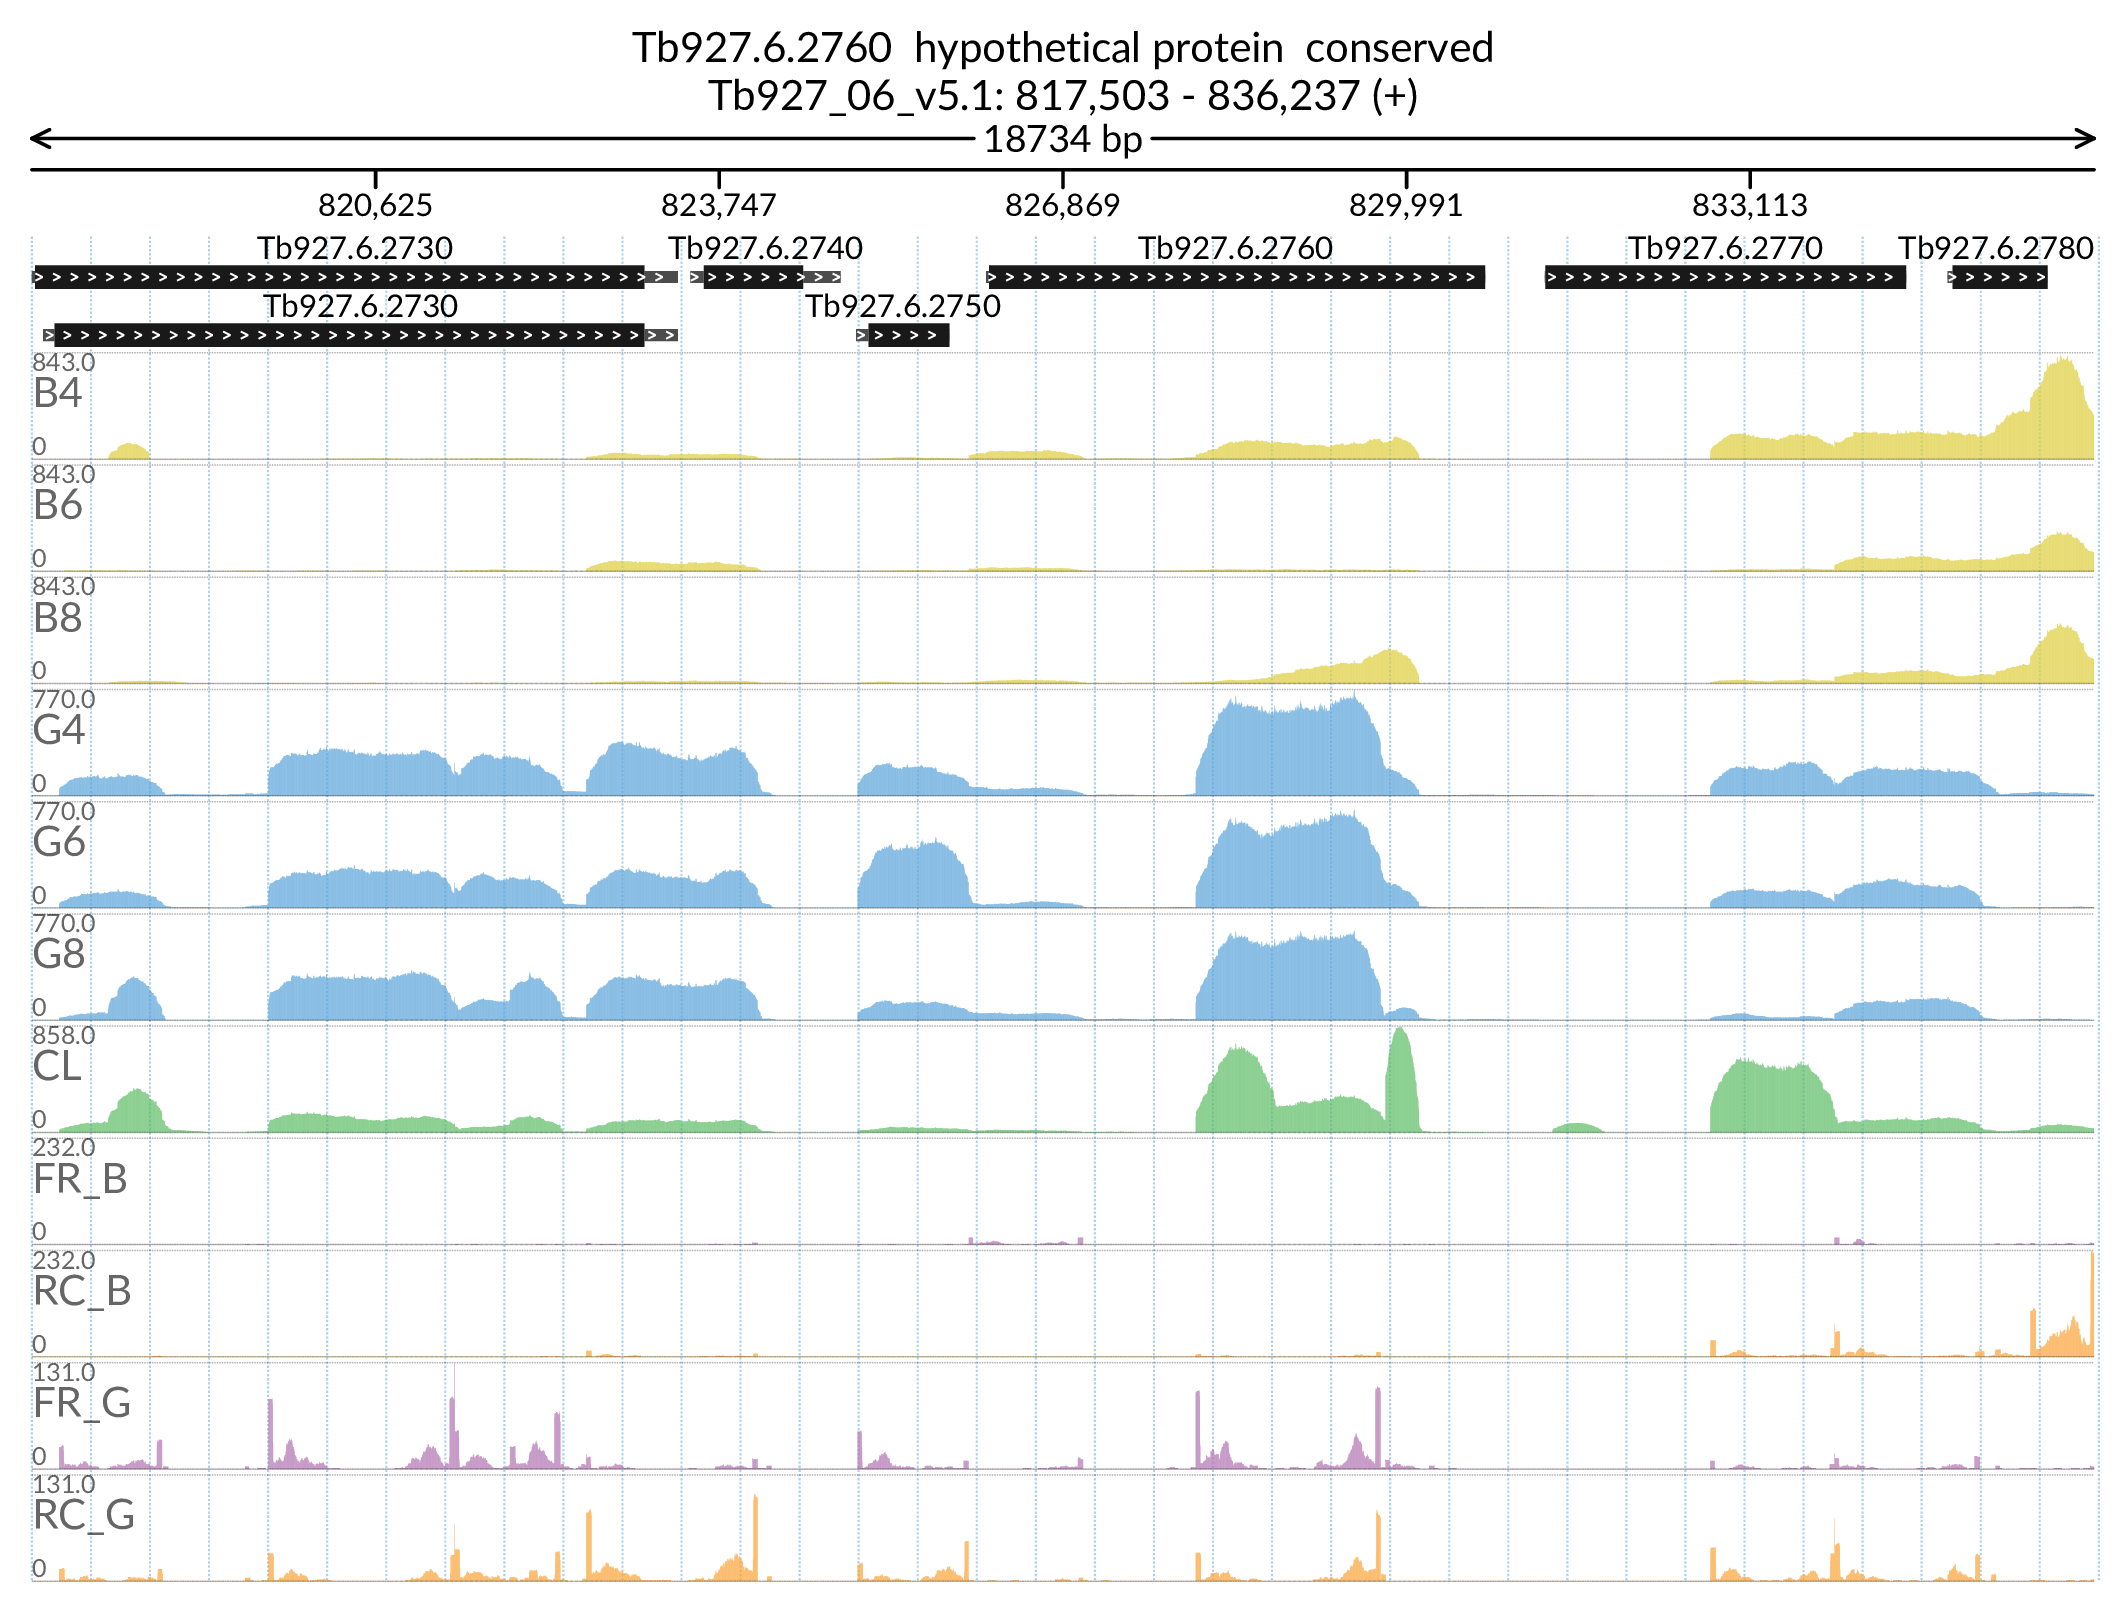 Tb927.6.2760  hypothetical protein  conserved
Tb927_06_v5.1: 817,503 - 836,237 (+)
18734 bp
820,625 823,747 826,869 829,991 833,113
Tb927.6.2730 Tb927.6.2740 Tb927.6.2760 Tb927.6.2770 Tb927.6.2780
Tb927.6.2730 Tb927.6.2750
843.0
B4
0
843.0
B6
0
843.0
B8
0
770.0
G4
0
770.0
G6
0
770.0
G8
0
858.0
CL
0
232.0
FR_B
0
232.0
RC_B
0
131.0
FR_G
0
131.0
RC_G
0